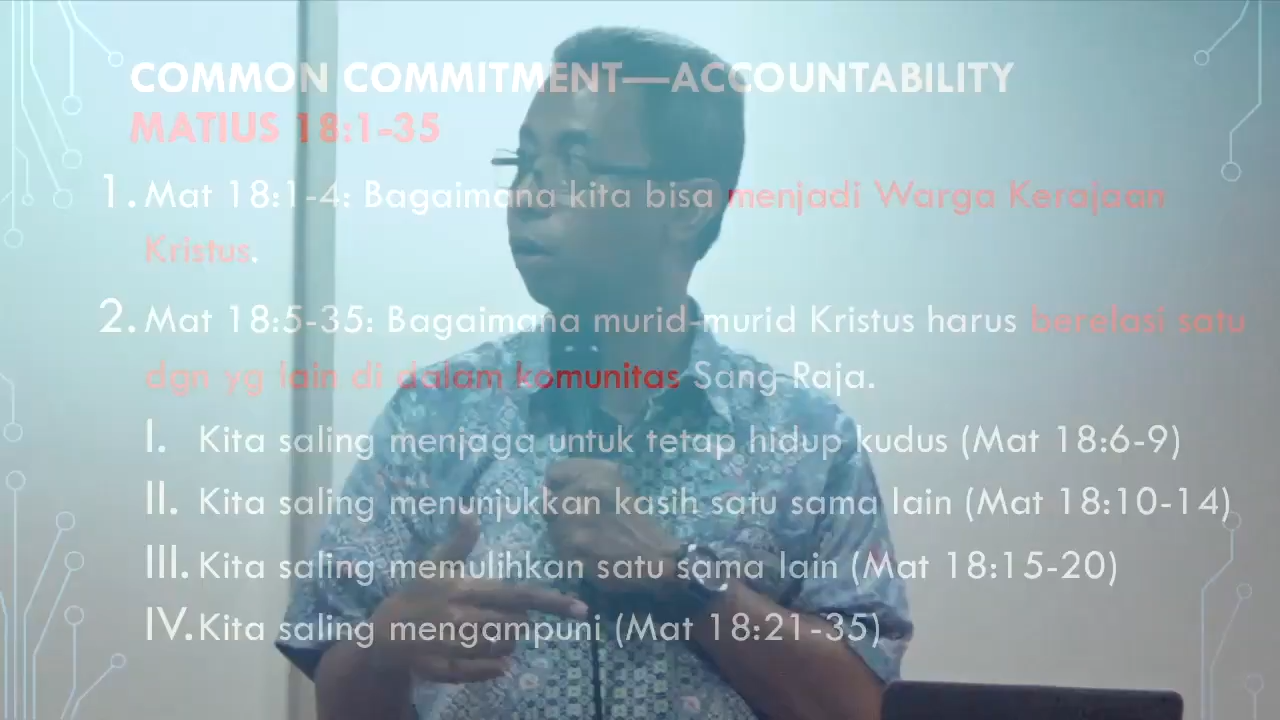 COMMON COMMITMENT—ACCOUNTABILITY
MATIUS 18:1-35
1. Mat 18:1-4: Bagaimana kita bisa menjadi Warga Kerajaan
Kristus.
2. Mat 18:5-35: Bagaimana murid-murid Kristus harus berelasi satu
dgn yg lain di dalam komunitas Sang Raja.
I. Kita saling menjaga untuk tetap hidup kudus (Mat 18:6-9)
II. Kita saling menunjukkan kasih satu sama lain (Mat 18:10-14)
III. Kita saling memulihkan satu sama lain (Mat 18:15-20)
IV. Kita saling mengampuni (Mat 18:21-35)